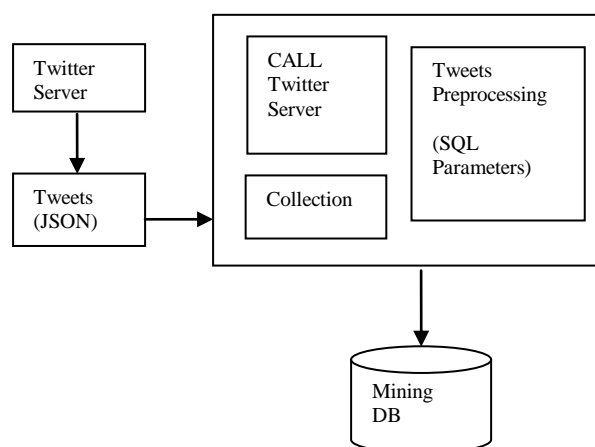 Twitter
Server
Tweets
(JSON)
CALL
Twitter
Server
Collection
Tweets
Preprocessing
(SQL
Parameters)
Mining
DB